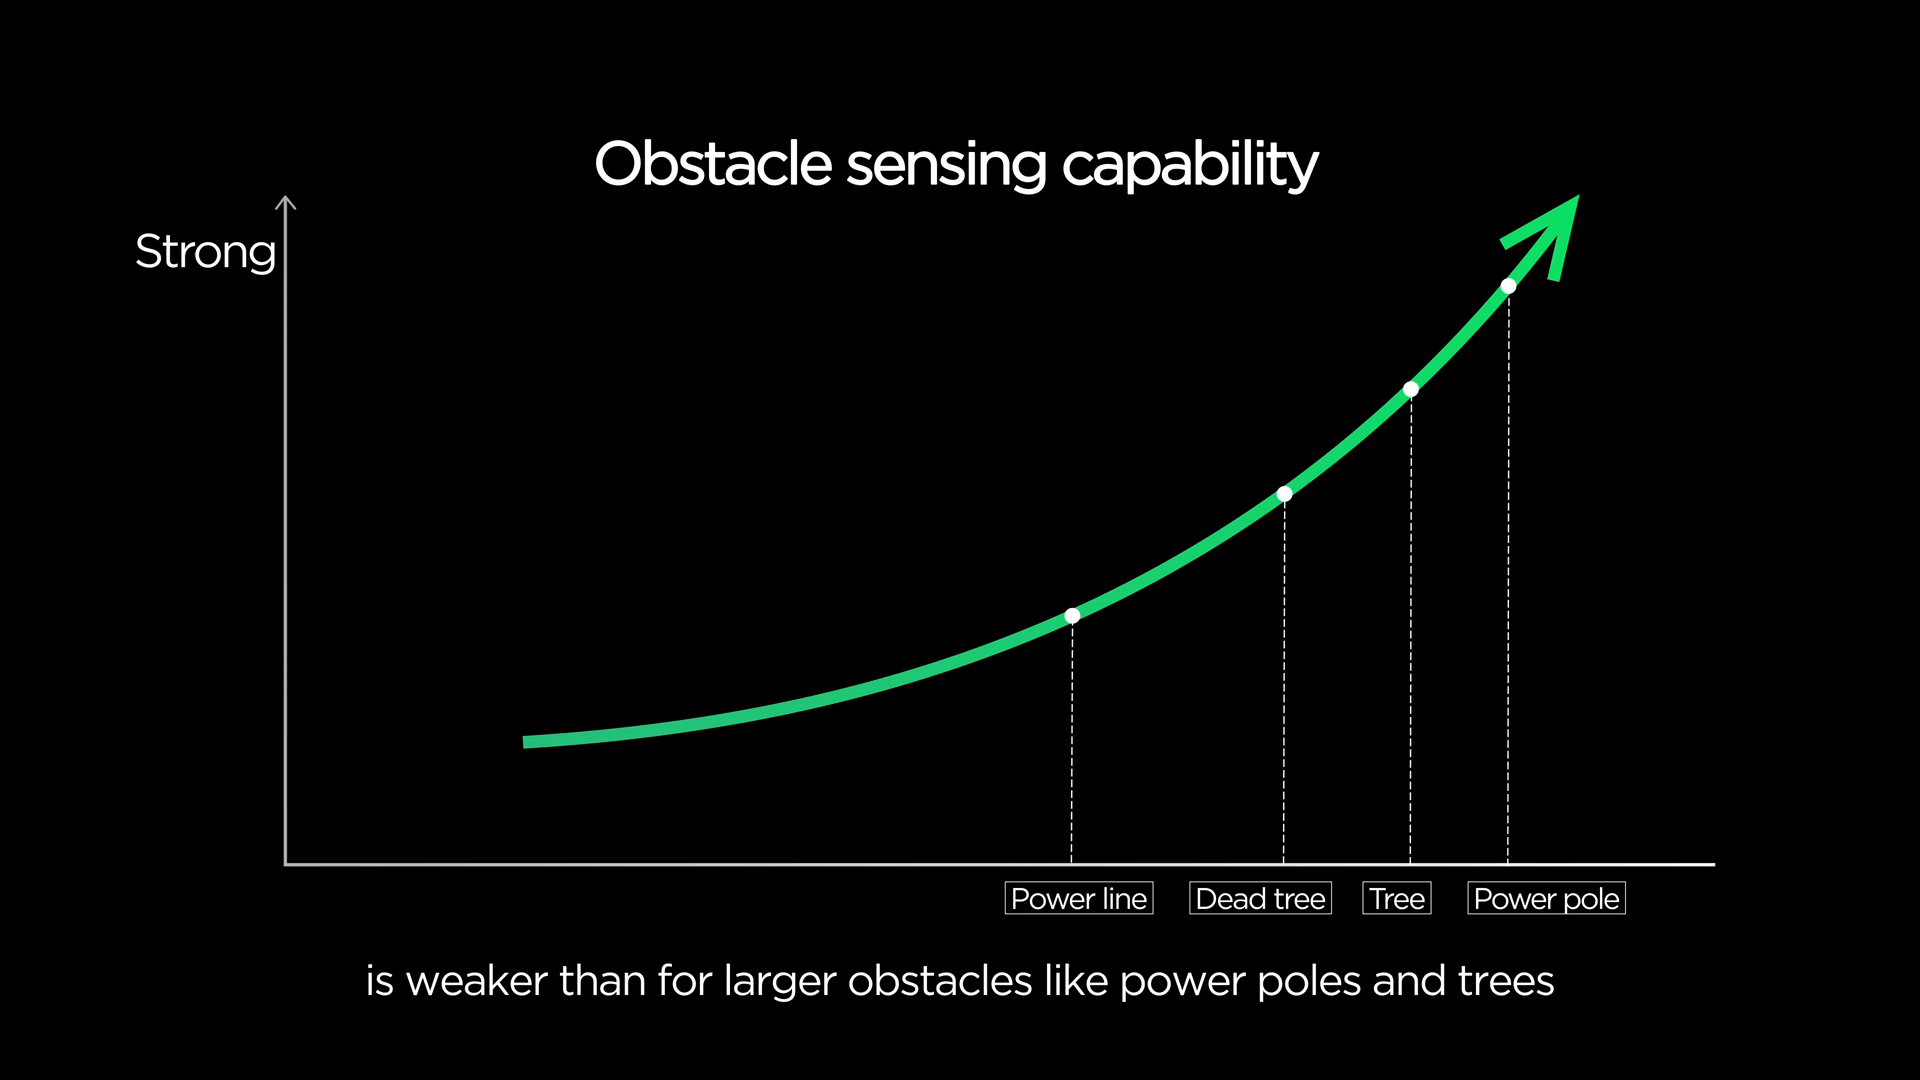 Obstacle sensing capability
Strong
Power line
Dead tree
Tree
Power pole
is weaker than for larger obstacles like power poles and trees